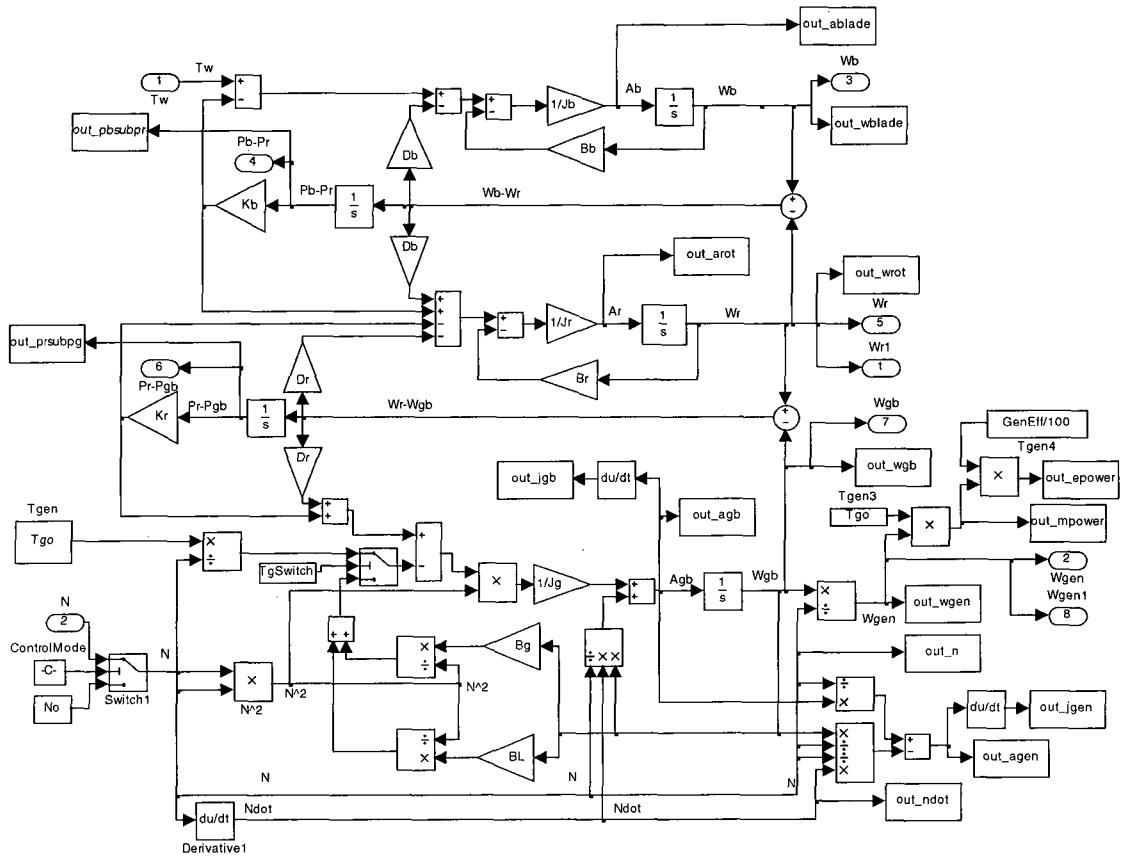 out_ablade
Tw
1
Tw
+
−
+
−
+
−
1/Jb
Ab
1
s
Wb
Wb
3
out_wblade
out_pbsubpr
Pb-Pr
4
Db
Bb
Kb
Pb-Pr
1
s
Wb-Wr
+
−
Db
out_arot
out_wrot
+
+
−
−
+
−
1/Jr
Ar
1
s
Wr
Wr
5
Wr1
1
out_prsubpg
6
Pr-Pgb
Dr
Br
Kr
Pr-Pgb
1
s
Wr-Wgb
+
−
Wgb
7
GenEff/100
Dr
out_jgb
du/dt
out_wgb
Tgen4
×
out_epower
Tgen
Tgo
+
+
out_agb
Tgen3
Tgo
×
out_mpower
×
÷
TgSwitch
+
−
×
1/Jg
+
+
Agb
1
s
Wgb
×
÷
Wgen
2
Wgen
Wgen1
8
out_wgen
N
2
ControlMode
-C-
No
Switch1
N
×
N^2
N^2
+ +
×
÷
Bg
N^2
÷
×
BL
÷ × ×
out_n
÷
×
×
÷
÷
×
+
−
du/dt
out_jgen
out_agen
N
N
N
Ndot
Ndot
out_ndot
du/dt
Derivative1